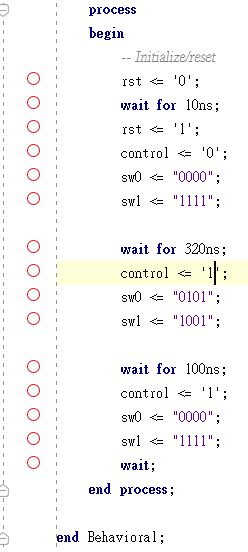 process
begin
-- Initialize/reset
rst <= '0';
wait for 10ns;
rst <= '1';
control <= '0';
sw0 <= "0000";
sw1 <= "1111";
wait for 320ns;
control <= '1';
sw0 <= "0101";
sw1 <= "1001";
wait for 100ns;
control <= '1';
sw0 <= "0000";
sw1 <= "1111";
wait;
end process;
end Behavioral;